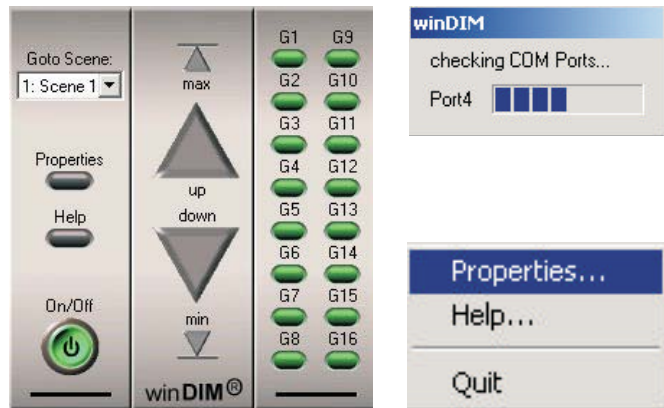 Goto Scene:
1: Scene 1
Properties
Help
On/Off
max
up
down
min
winDIM®
G1 G9
G2 G10
G3 G11
G4 G12
G5 G13
G6 G14
G7 G15
G8 G16
winDIM
checking COM Ports...
Port4
Properties...
Help...
Quit